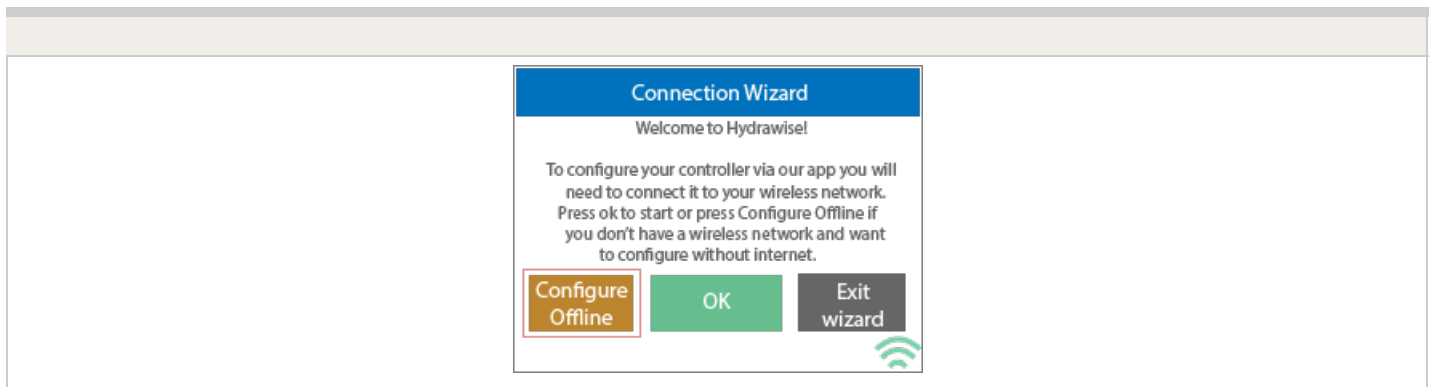 Connection Wizard
Welcome to Hydrawise!
To configure your controller via our app you will
need to connect it to your wireless network.
Press ok to start or press Configure Offline if
you don't have a wireless network and want
to configure without internet.
Configure
Offline
OK
Exit
wizard